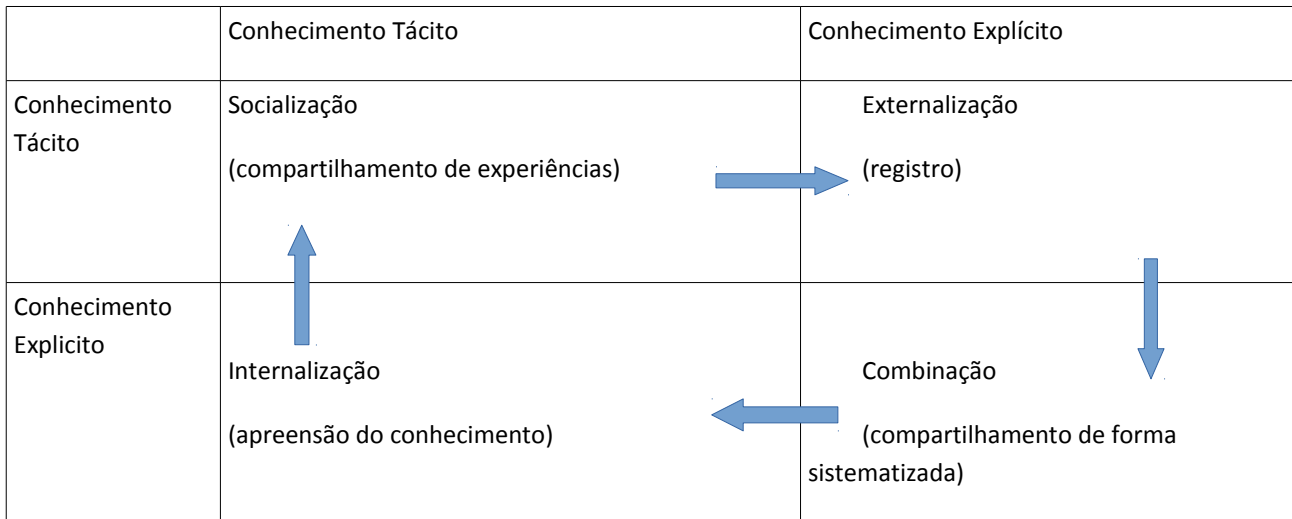 Conhecimento Tácito
Conhecimento Explícito
Conhecimento
Tácito
Socialização
(compartilhamento de experiências)
Externalização
(registro)
Conhecimento
Explicito
Internalização
(apreensão do conhecimento)
Combinação
(compartilhamento de forma
sistematizada)